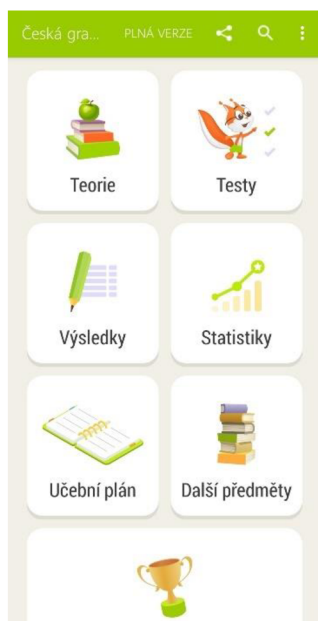 Česká gra... PLNÁ VERZE
Teorie Testy
Výsledky Statistiky
Učební plán Další předměty